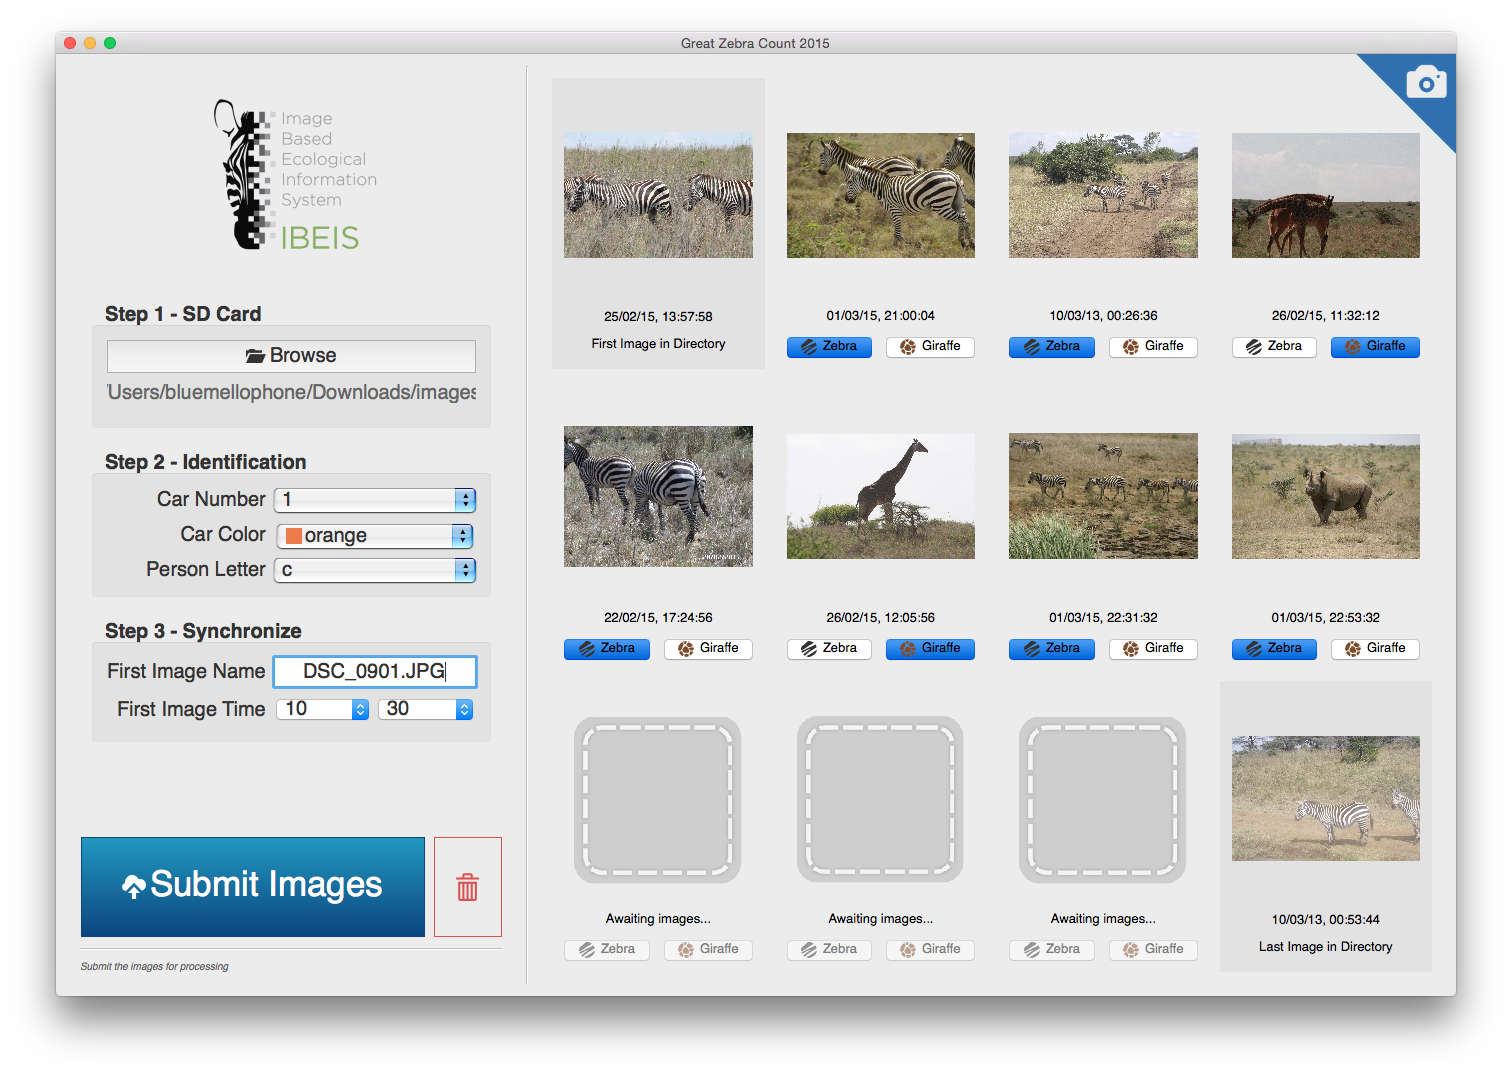 Great Zebra Count 2015
Image
Based
Ecological
Information
System
IBEIS
Step 1 - SD Card
Browse
/Users/bluemellophone/Downloads/images
Step 2 - Identification
Car Number 1
Car Color orange
Person Letter c
Step 3 - Synchronize
First Image Name DSC_0901.JPG
First Image Time 10 30
Submit Images
Submit the images for processing
25/02/15, 13:57:58
First Image in Directory
01/03/15, 21:00:04
Zebra Giraffe
10/03/13, 00:26:36
Zebra Giraffe
26/02/15, 11:32:12
Zebra Giraffe
22/02/15, 17:24:56
Zebra Giraffe
26/02/15, 12:05:56
Zebra Giraffe
01/03/15, 22:31:32
Zebra Giraffe
01/03/15, 22:53:32
Zebra Giraffe
Awaiting images...
Zebra Giraffe
Awaiting images...
Zebra Giraffe
Awaiting images...
Zebra Giraffe
10/03/13, 00:53:44
Last Image in Directory